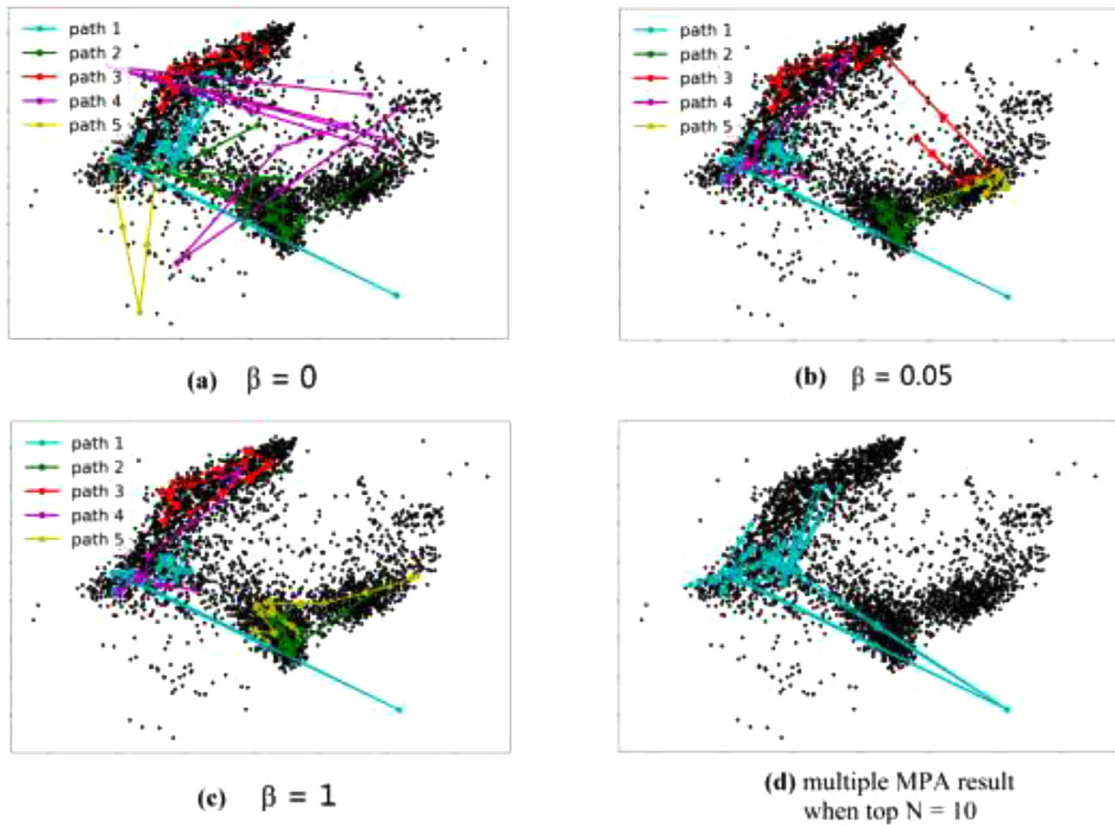 path 1
path 2
path 3
path 4
path 5
(a) β = 0
path 1
path 2
path 3
path 4
path 5
(b) β = 0.05
path 1
path 2
path 3
path 4
path 5
(c) β = 1
(d) multiple MPA result
when top N = 10